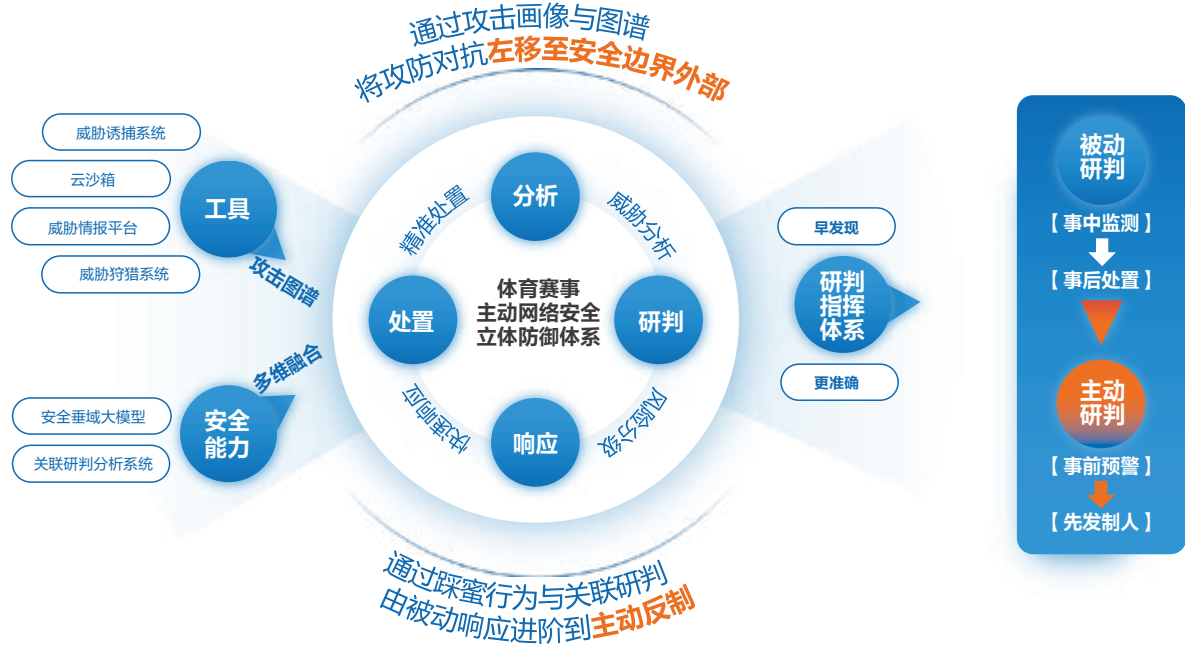 通过攻击画像与图谱
将攻防对抗左移至安全边界外部
威胁诱捕系统
云沙箱
威胁情报平台
威胁狩猎系统
工具
攻击图谱
多维融合
安全垂域大模型
关联研判分析系统
安全
能力
分析
威胁分析
研判
风险分级
响应
快速响应
处置
精准处置
体育赛事
主动网络安全
立体防御体系
早发现
研判
指挥
体系
更准确
被动
研判
【 事中监测 】
【 事后处置 】
主动
研判
【 事前预警 】
【 先发制人 】
通过踩蜜行为与关联研判
由被动响应进阶到主动反制